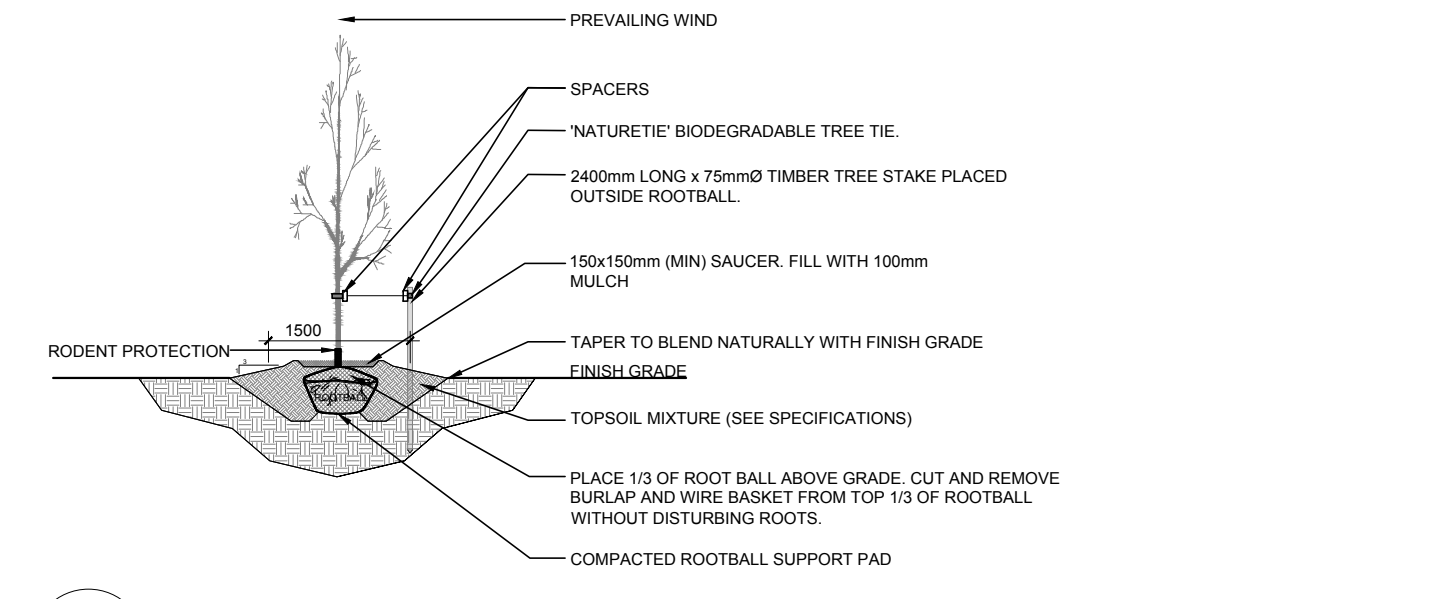 PREVAILING WIND
SPACERS
'NATURETIE' BIODEGRADABLE TREE TIE.
2400mm LONG x 75mmØ TIMBER TREE STAKE PLACED
OUTSIDE ROOTBALL.
150x150mm (MIN) SAUCER. FILL WITH 100mm
MULCH
1500
RODENT PROTECTION
TAPER TO BLEND NATURALLY WITH FINISH GRADE
3
FINISH GRADE
ROOTBALL
TOPSOIL MIXTURE (SEE SPECIFICATIONS)
PLACE 1/3 OF ROOT BALL ABOVE GRADE. CUT AND REMOVE
BURLAP AND WIRE BASKET FROM TOP 1/3 OF ROOTBALL
WITHOUT DISTURBING ROOTS.
COMPACTED ROOTBALL SUPPORT PAD